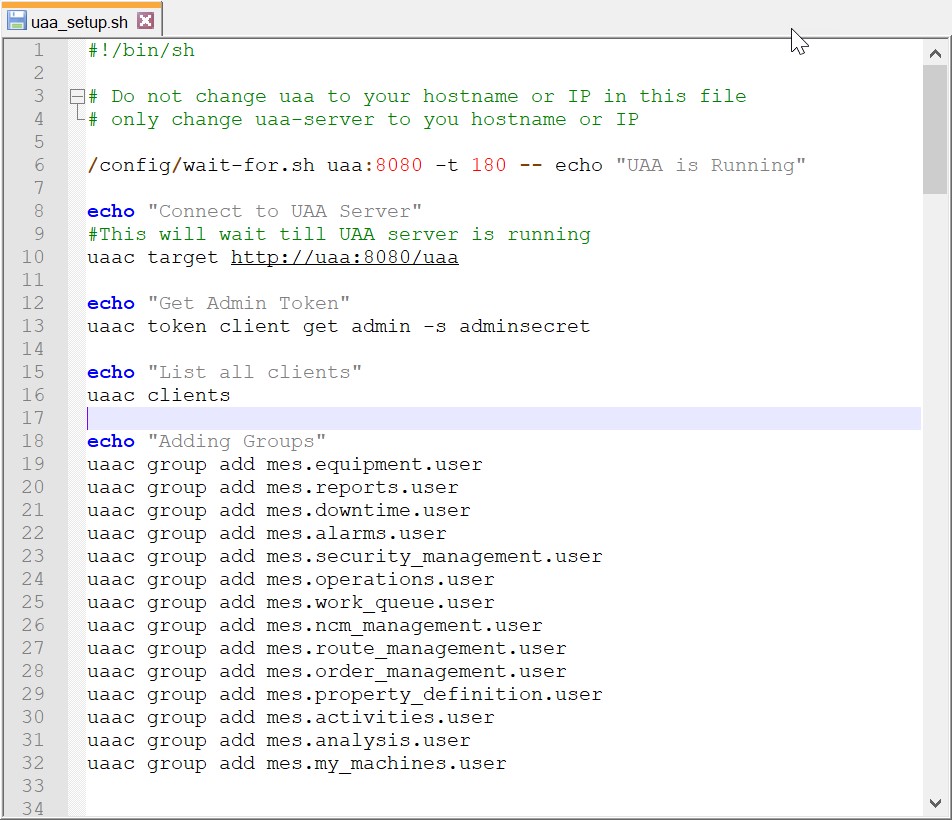 uaa_setup.sh
1 #!/bin/sh
2
3 # Do not change uaa to your hostname or IP in this file
4 # only change uaa-server to you hostname or IP
5
6 /config/wait-for.sh uaa:8080 -t 180 -- echo "UAA is Running"
7
8 echo "Connect to UAA Server"
9 #This will wait till UAA server is running
10 uaac target http://uaa:8080/uaa
11
12 echo "Get Admin Token"
13 uaac token client get admin -s adminsecret
14
15 echo "List all clients"
16 uaac clients
17
18 echo "Adding Groups"
19 uaac group add mes.equipment.user
20 uaac group add mes.reports.user
21 uaac group add mes.downtime.user
22 uaac group add mes.alarms.user
23 uaac group add mes.security_management.user
24 uaac group add mes.operations.user
25 uaac group add mes.work_queue.user
26 uaac group add mes.ncm_management.user
27 uaac group add mes.route_management.user
28 uaac group add mes.order_management.user
29 uaac group add mes.property_definition.user
30 uaac group add mes.activities.user
31 uaac group add mes.analysis.user
32 uaac group add mes.my_machines.user
33
34